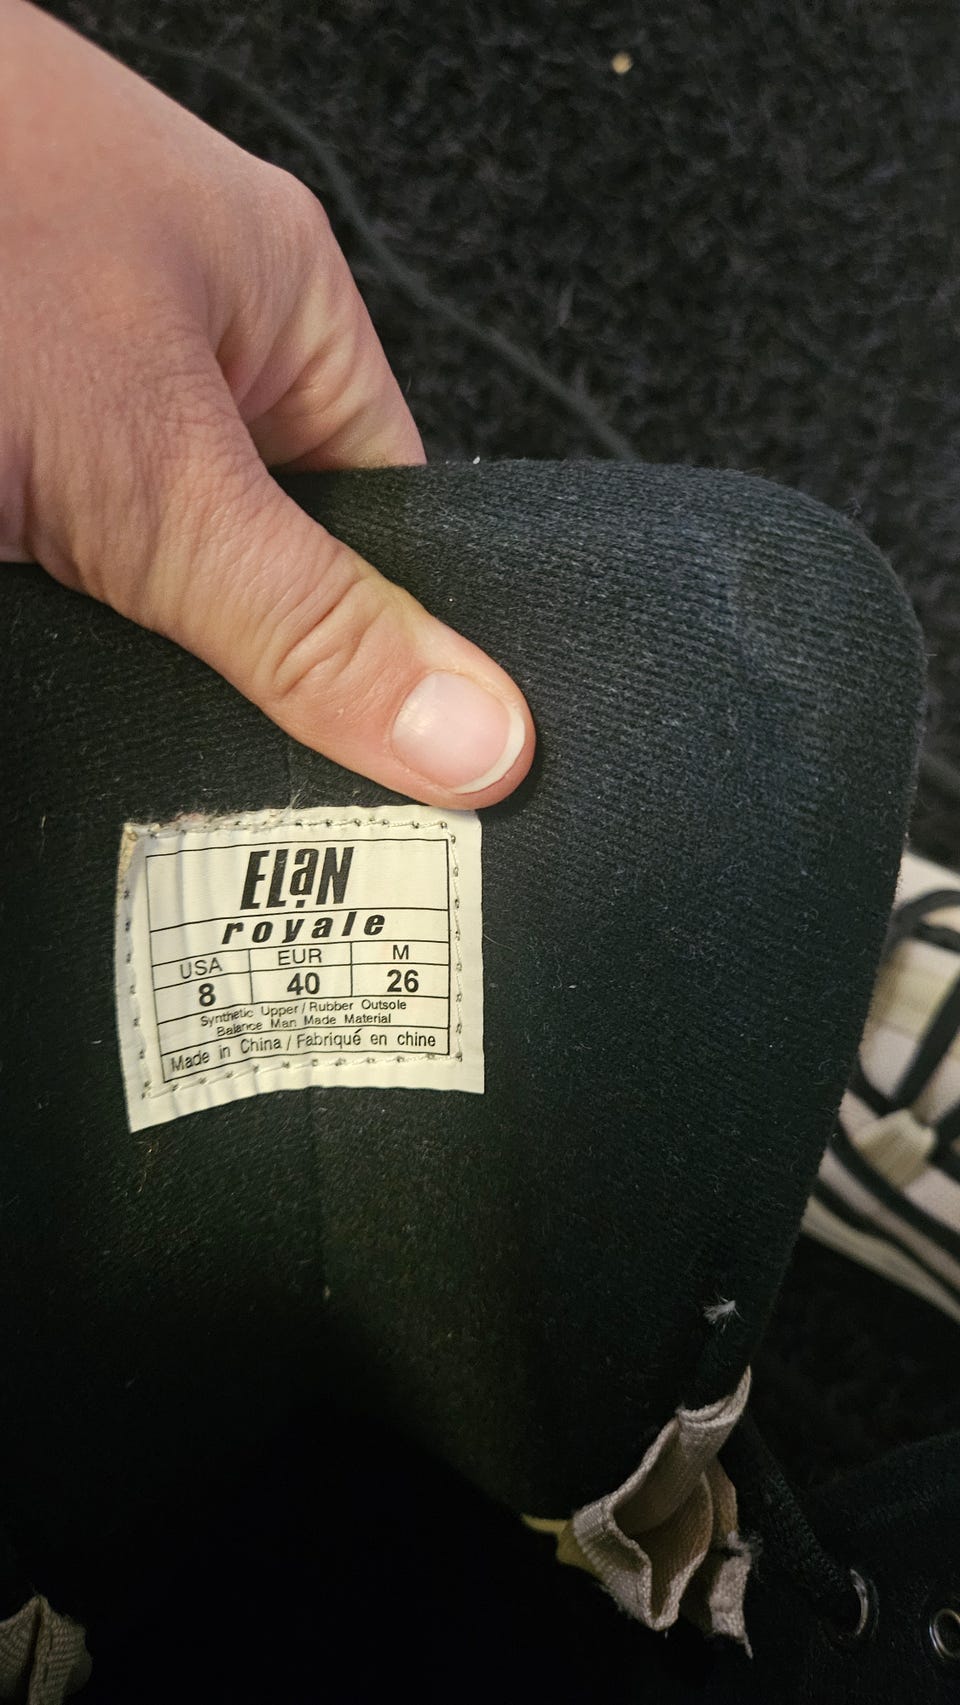 ELaN
royale
USA EUR M
8 40 26
Synthetic Upper / Rubber Outsole
Balance Man Made Material
Made in China / Fabriqué en chine